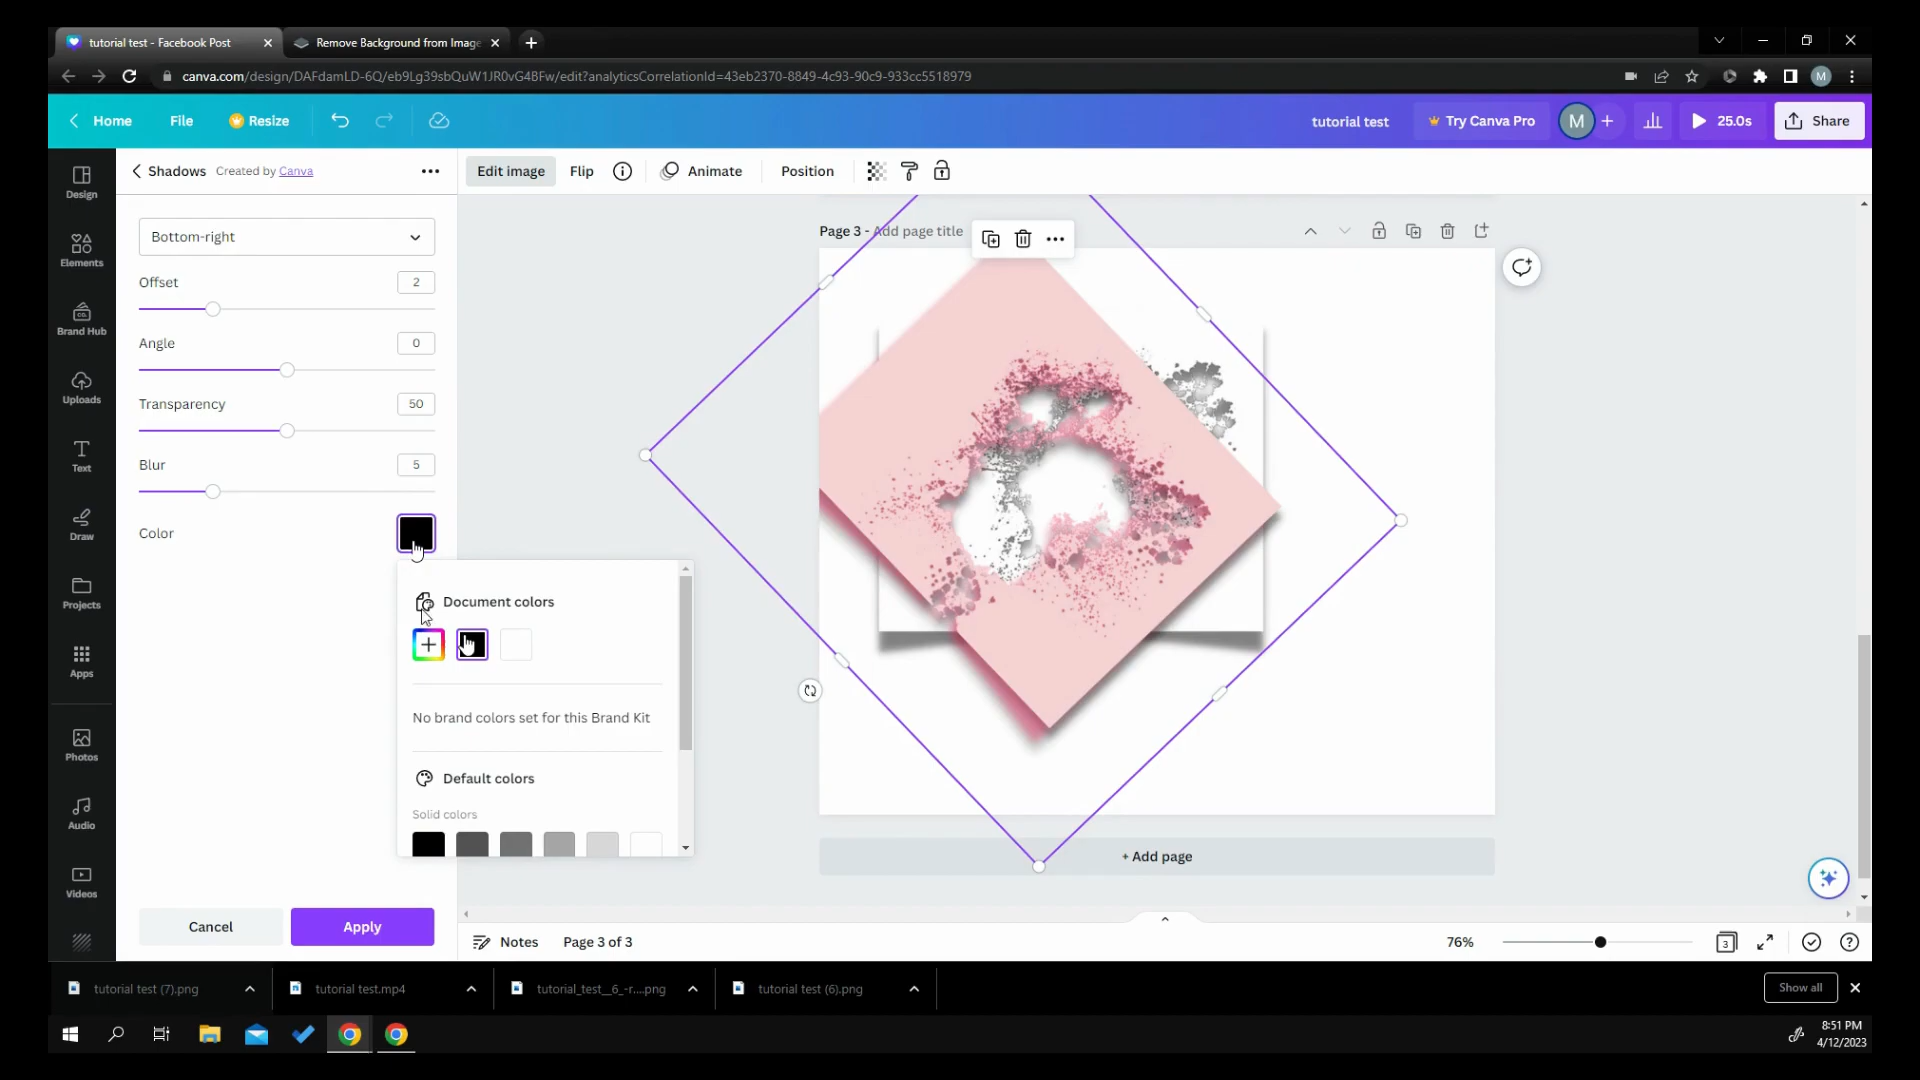 tutorial test - Facebook Post
Remove Background from Image
canva.com/design/DAFdamLD-6Q/eb9Lg39sbQuW1JR0vG4BFw/edit?analyticsCorrelationId=43eb2370-8849-4c93-90c9-933cc5518979
M
Home
File
Resize
tutorial test
Try Canva Pro
M
25.0s
Share
Design
Elements
CO.
Brand Hub
Uploads
Text
Draw
Projects
Apps
Photos
Audio
Videos
Shadows Created by Canva
Edit image
Flip
Animate
Position
Bottom-right
Offset
2
Angle
0
Transparency
50
Blur
5
Color
Document colors
No brand colors set for this Brand Kit
Default colors
Solid colors
Cancel
Apply
Page 3 - Add page title
+ Add page
Notes
Page 3 of 3
76%
3
tutorial test (7).png
tutorial test.mp4
tutorial_test__6_-r....png
tutorial test (6).png
Show all
8:51 PM
4/12/2023